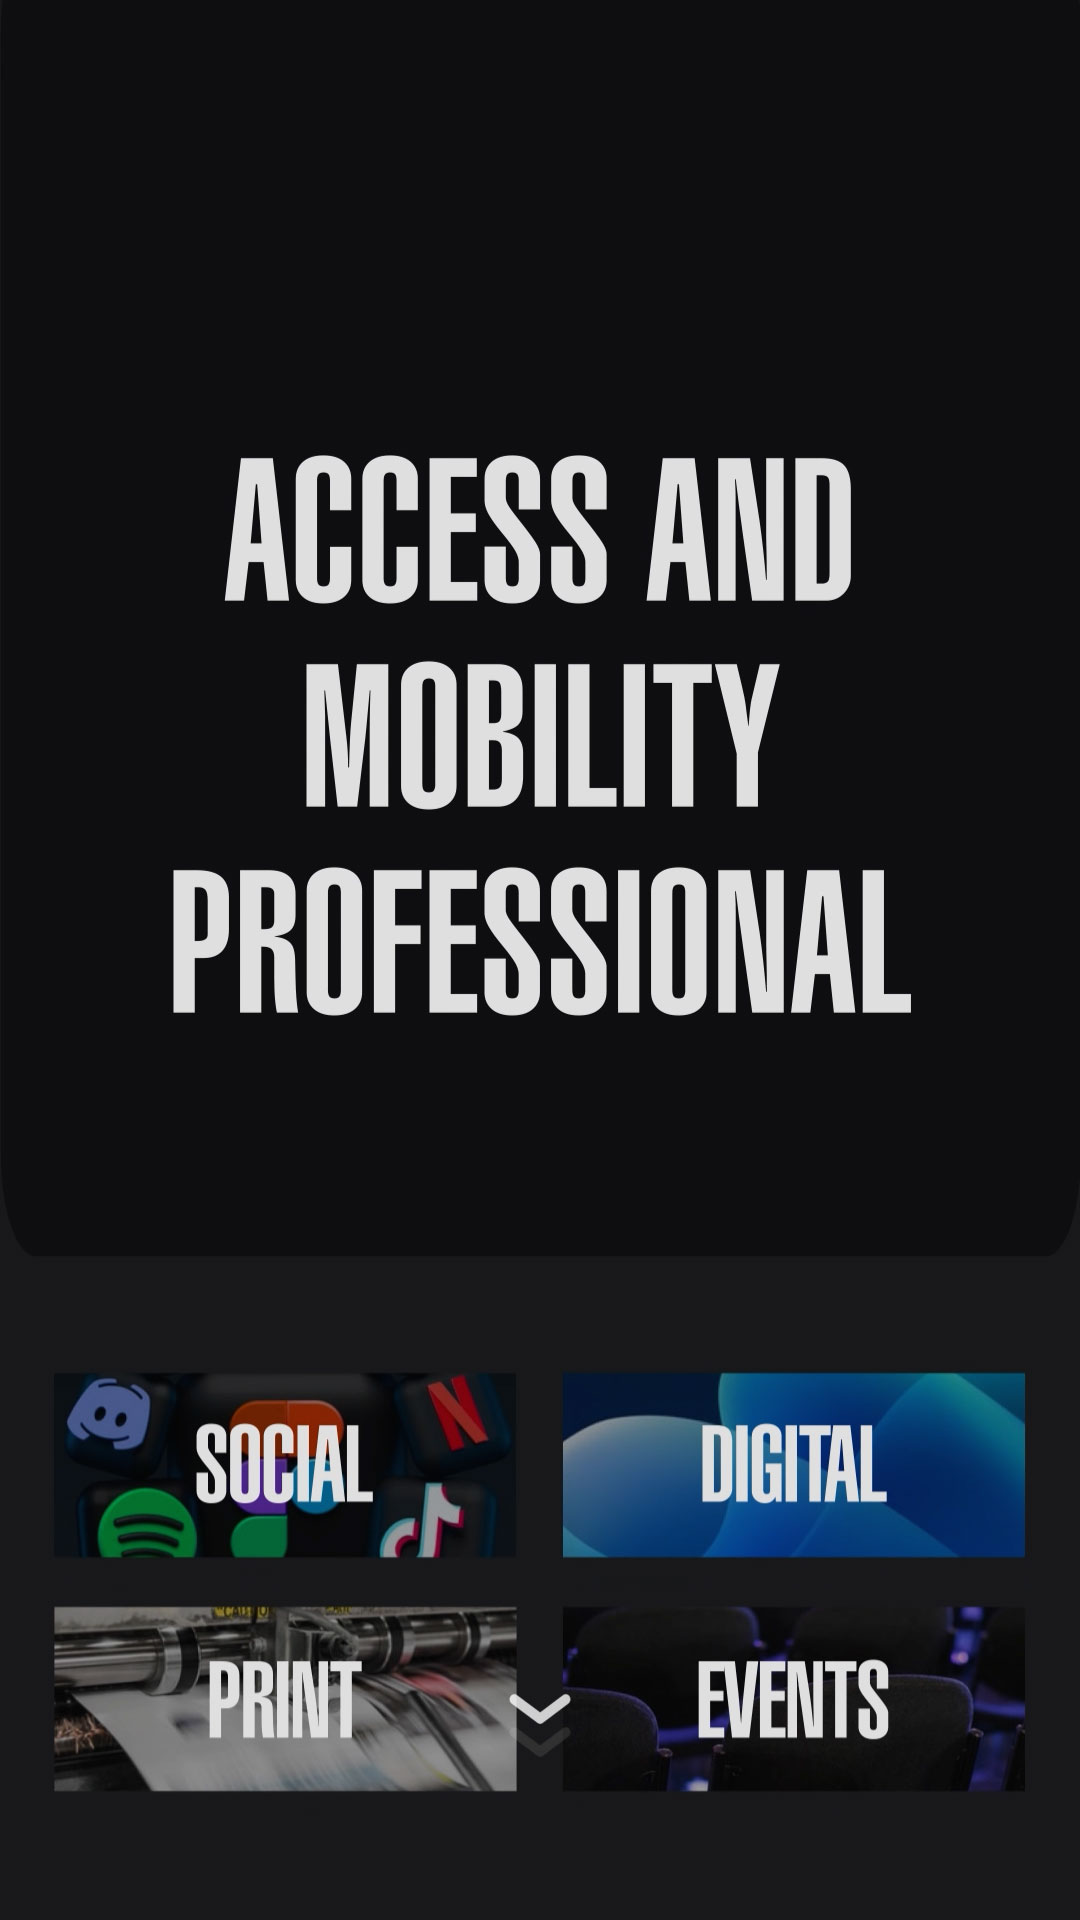 ACCESS AND
MOBILITY
PROFESSIONAL
SOCIAL
DIGITAL
PRINT
EVENTS